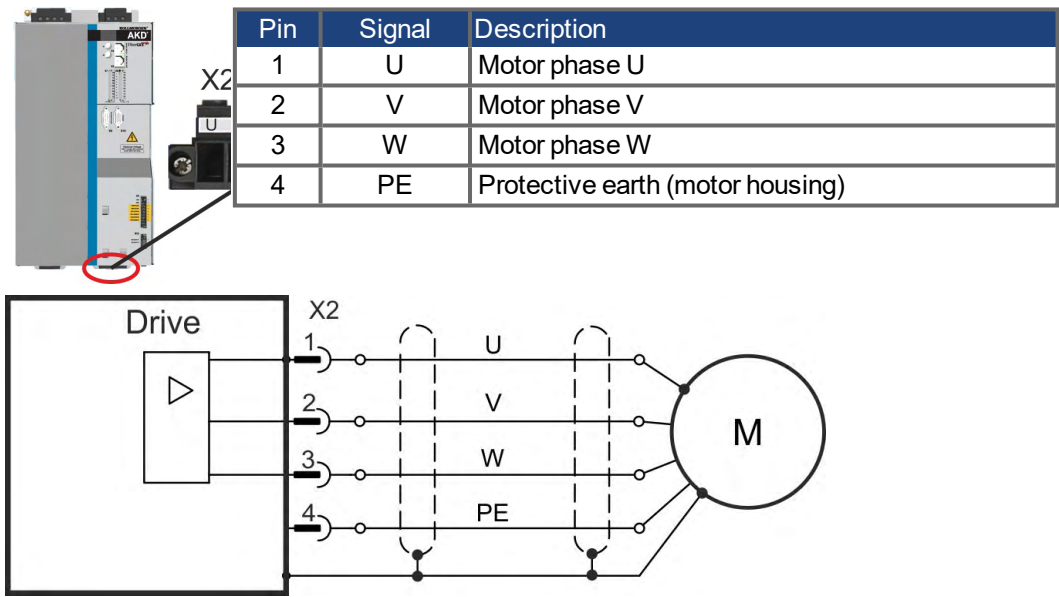 AKD
X2
U
Pin Signal Description
1 U Motor phase U
2 V Motor phase V
3 W Motor phase W
4 PE Protective earth (motor housing)
Drive
X2
1 U
2 V
3 W
4 PE
M